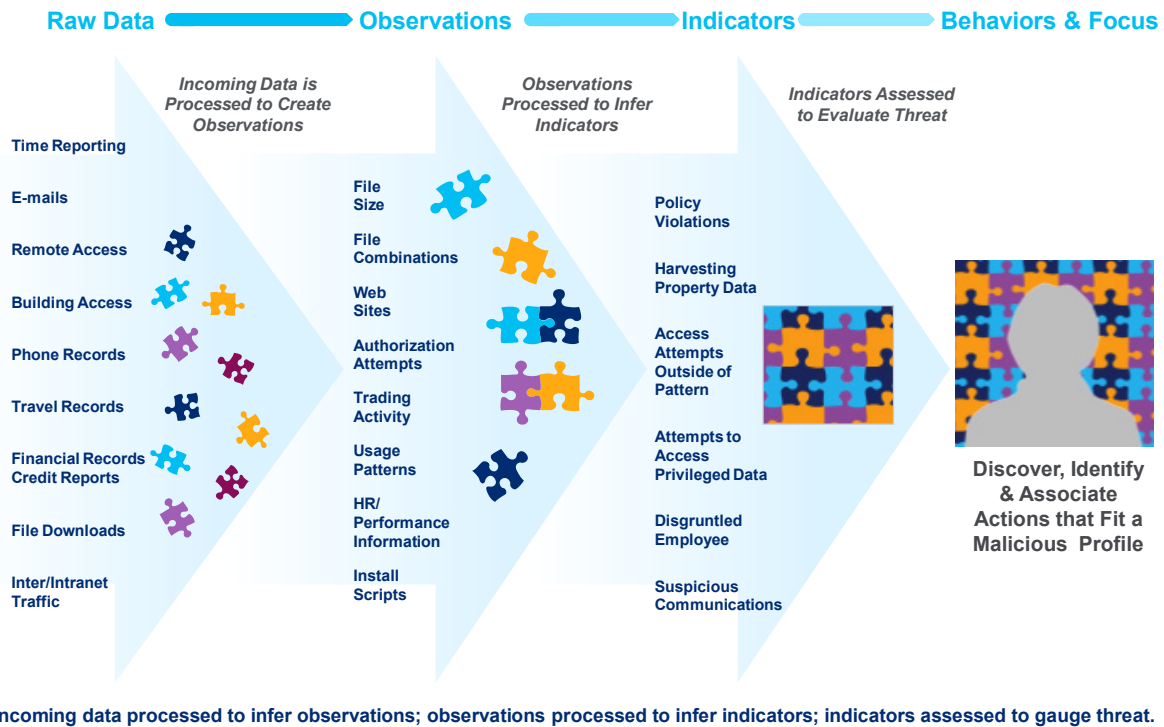 Raw Data
Observations
Indicators
Behaviors & Focus
Incoming Data is
Processed to Create
Observations
Observations
Processed to Infer
Indicators
Indicators Assessed
to Evaluate Threat
Time Reporting
E-mails
Remote Access
Building Access
Phone Records
Travel Records
Financial Records
Credit Reports
File Downloads
Inter/Intranet
Traffic
File
Size
File
Combinations
Web
Sites
Authorization
Attempts
Trading
Activity
Usage
Patterns
HR/
Performance
Information
Install
Scripts
Policy
Violations
Harvesting
Property Data
Access
Attempts
Outside of
Pattern
Attempts to
Access
Privileged Data
Disgruntled
Employee
Suspicious
Communications
Discover, Identify
& Associate
Actions that Fit a
Malicious Profile
ncoming data processed to infer observations; observations processed to infer indicators; indicators assessed to gauge threat.